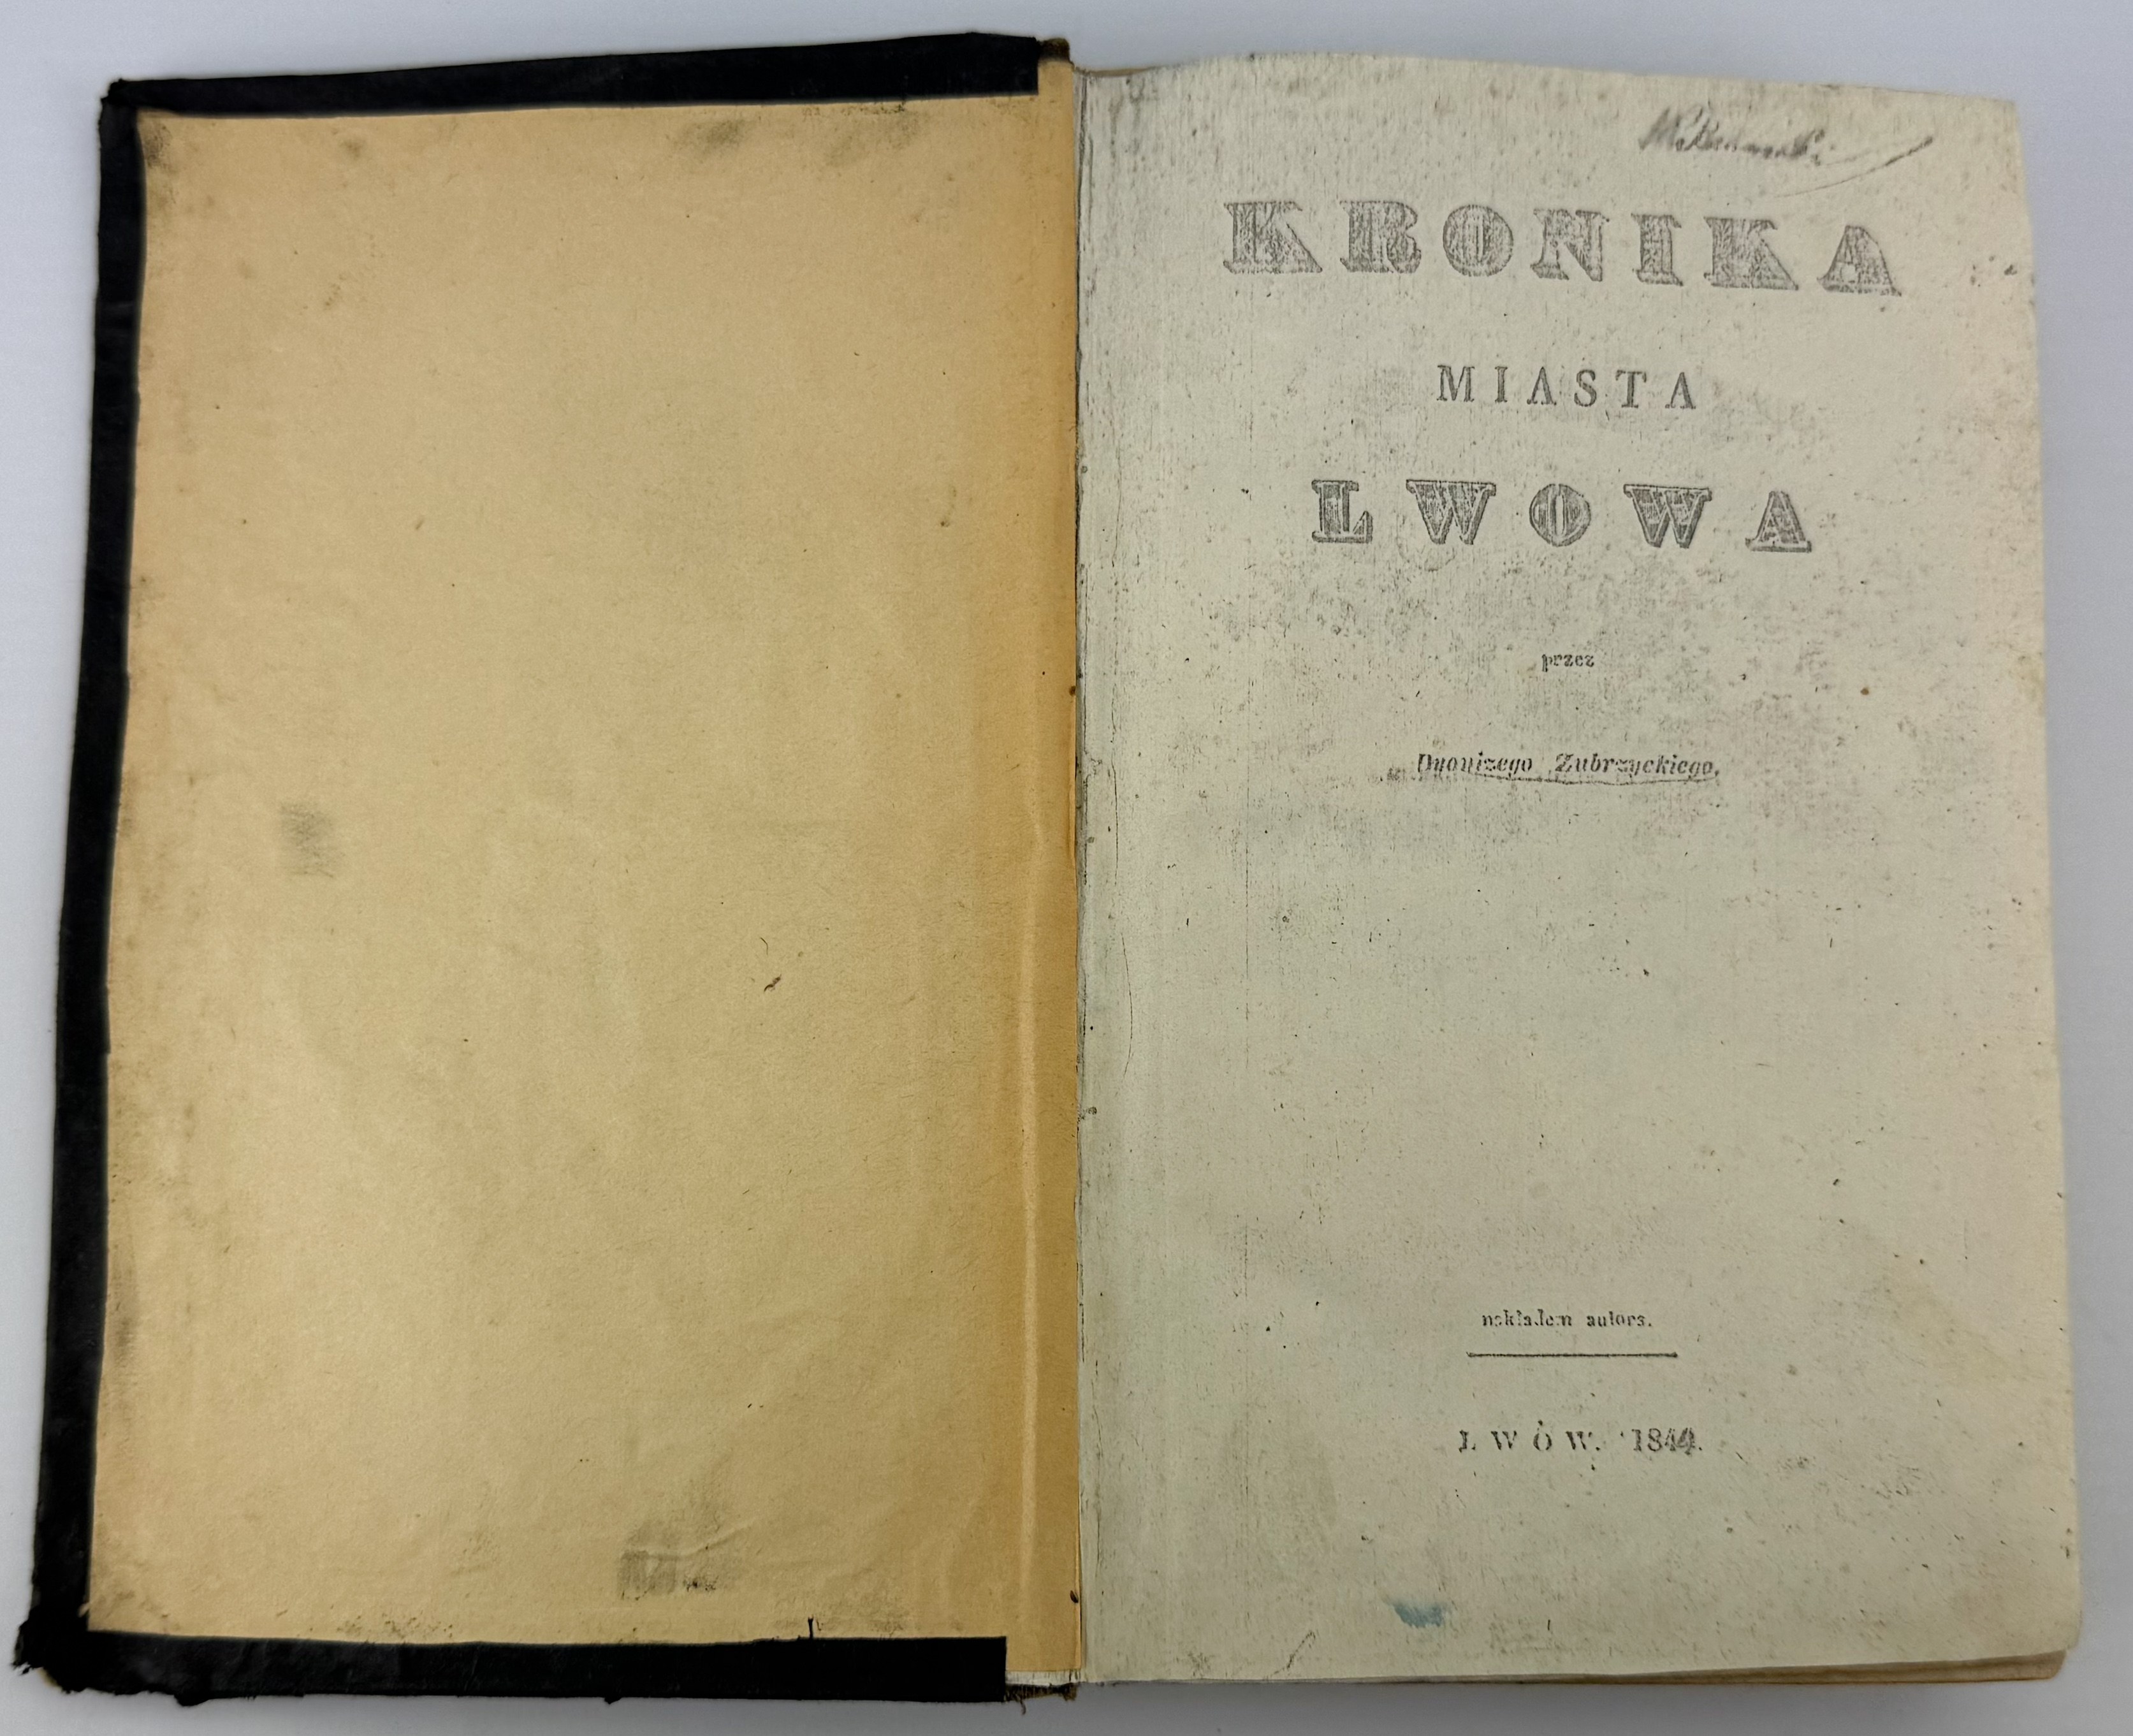 KRONIKA
MIASTA
LWOWA
przez
Dyonizego Zubrzyckiego.
nakładem autora.
LWÓW. 1844.